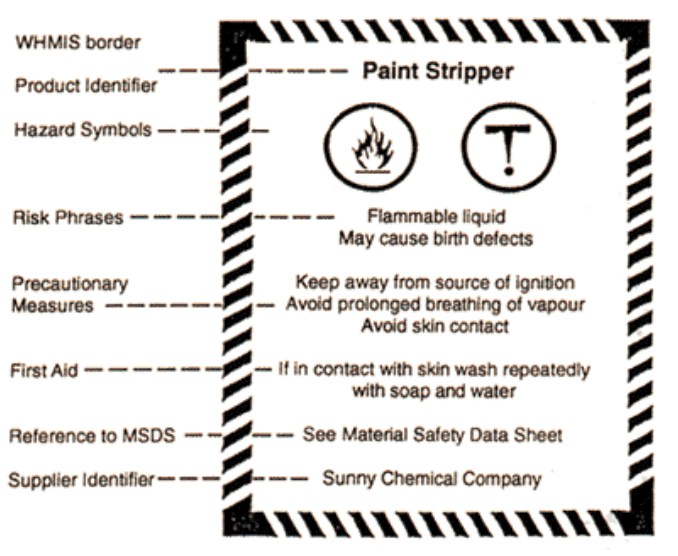 WHMIS border
Product Identifier
Paint Stripper
Hazard Symbols
Risk Phrases
Flammable liquid
May cause birth defects
Precautionary
Measures
Keep away from source of ignition
Avoid prolonged breathing of vapour
Avoid skin contact
First Aid
If in contact with skin wash repeatedly
with soap and water
Reference to MSDS
See Material Safety Data Sheet
Supplier Identifier
Sunny Chemical Company